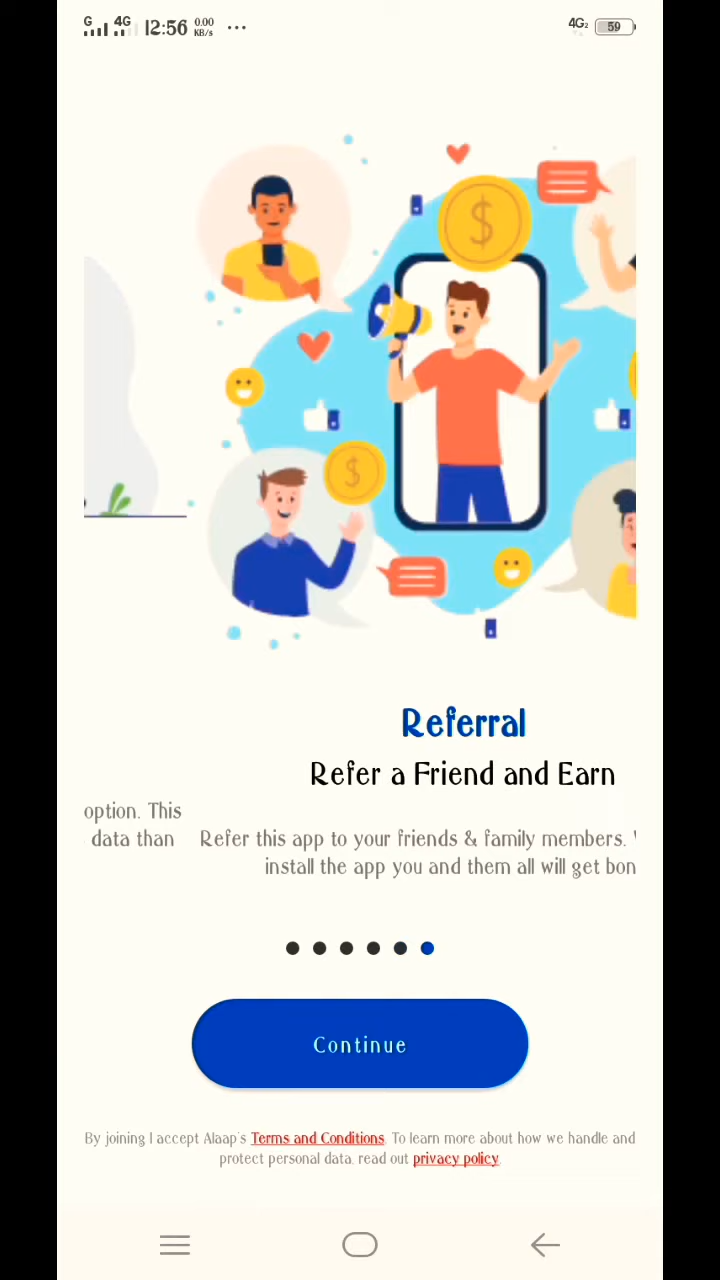 G 4G 12:56 0.00 KB/s ... 4G2 59
$
$
Referral
Refer a Friend and Earn
option. This
data than
Refer this app to your friends & family members.
install the app you and them all will get bon
Continue
By joining I accept Alaap's Terms and Conditions. To learn more about how we handle and
protect personal data, read out privacy policy